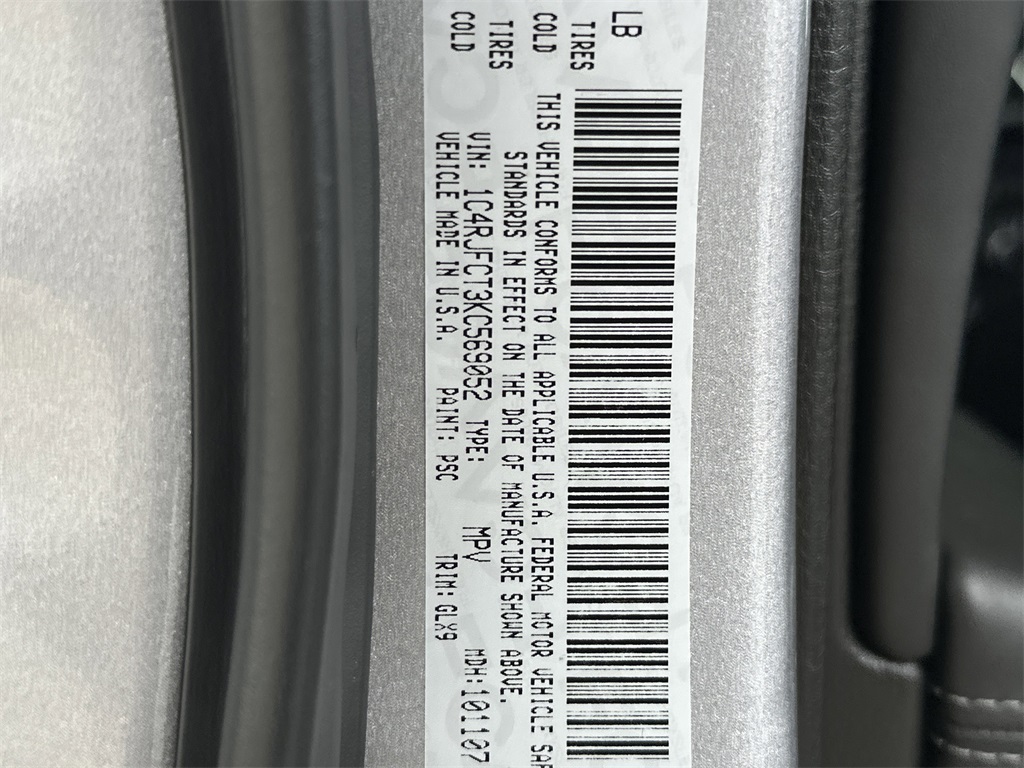 LB
TIRES
COLD
TIRES
COLD
THIS VEHICLE CONFORMS TO ALL APPLICABLE U.S.A. FEDERAL MOTOR VEHICLE SAF
STANDARDS IN EFFECT ON THE DATE OF MANUFACTURE SHOWN ABOVE.
VIN: 1C4RJFCT3KC569052 TYPE: MPV MDH:101107
VEHICLE MADE IN U.S.A. PAINT: PSC TRIM: GLX9